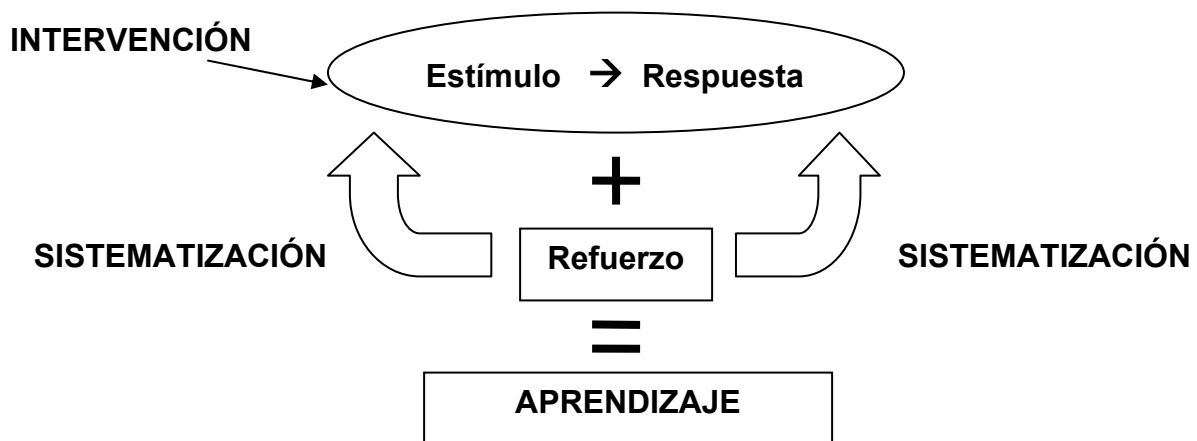 INTERVENCIÓN
Estímulo → Respuesta
+
SISTEMATIZACIÓN
Refuerzo
SISTEMATIZACIÓN
=
APRENDIZAJE